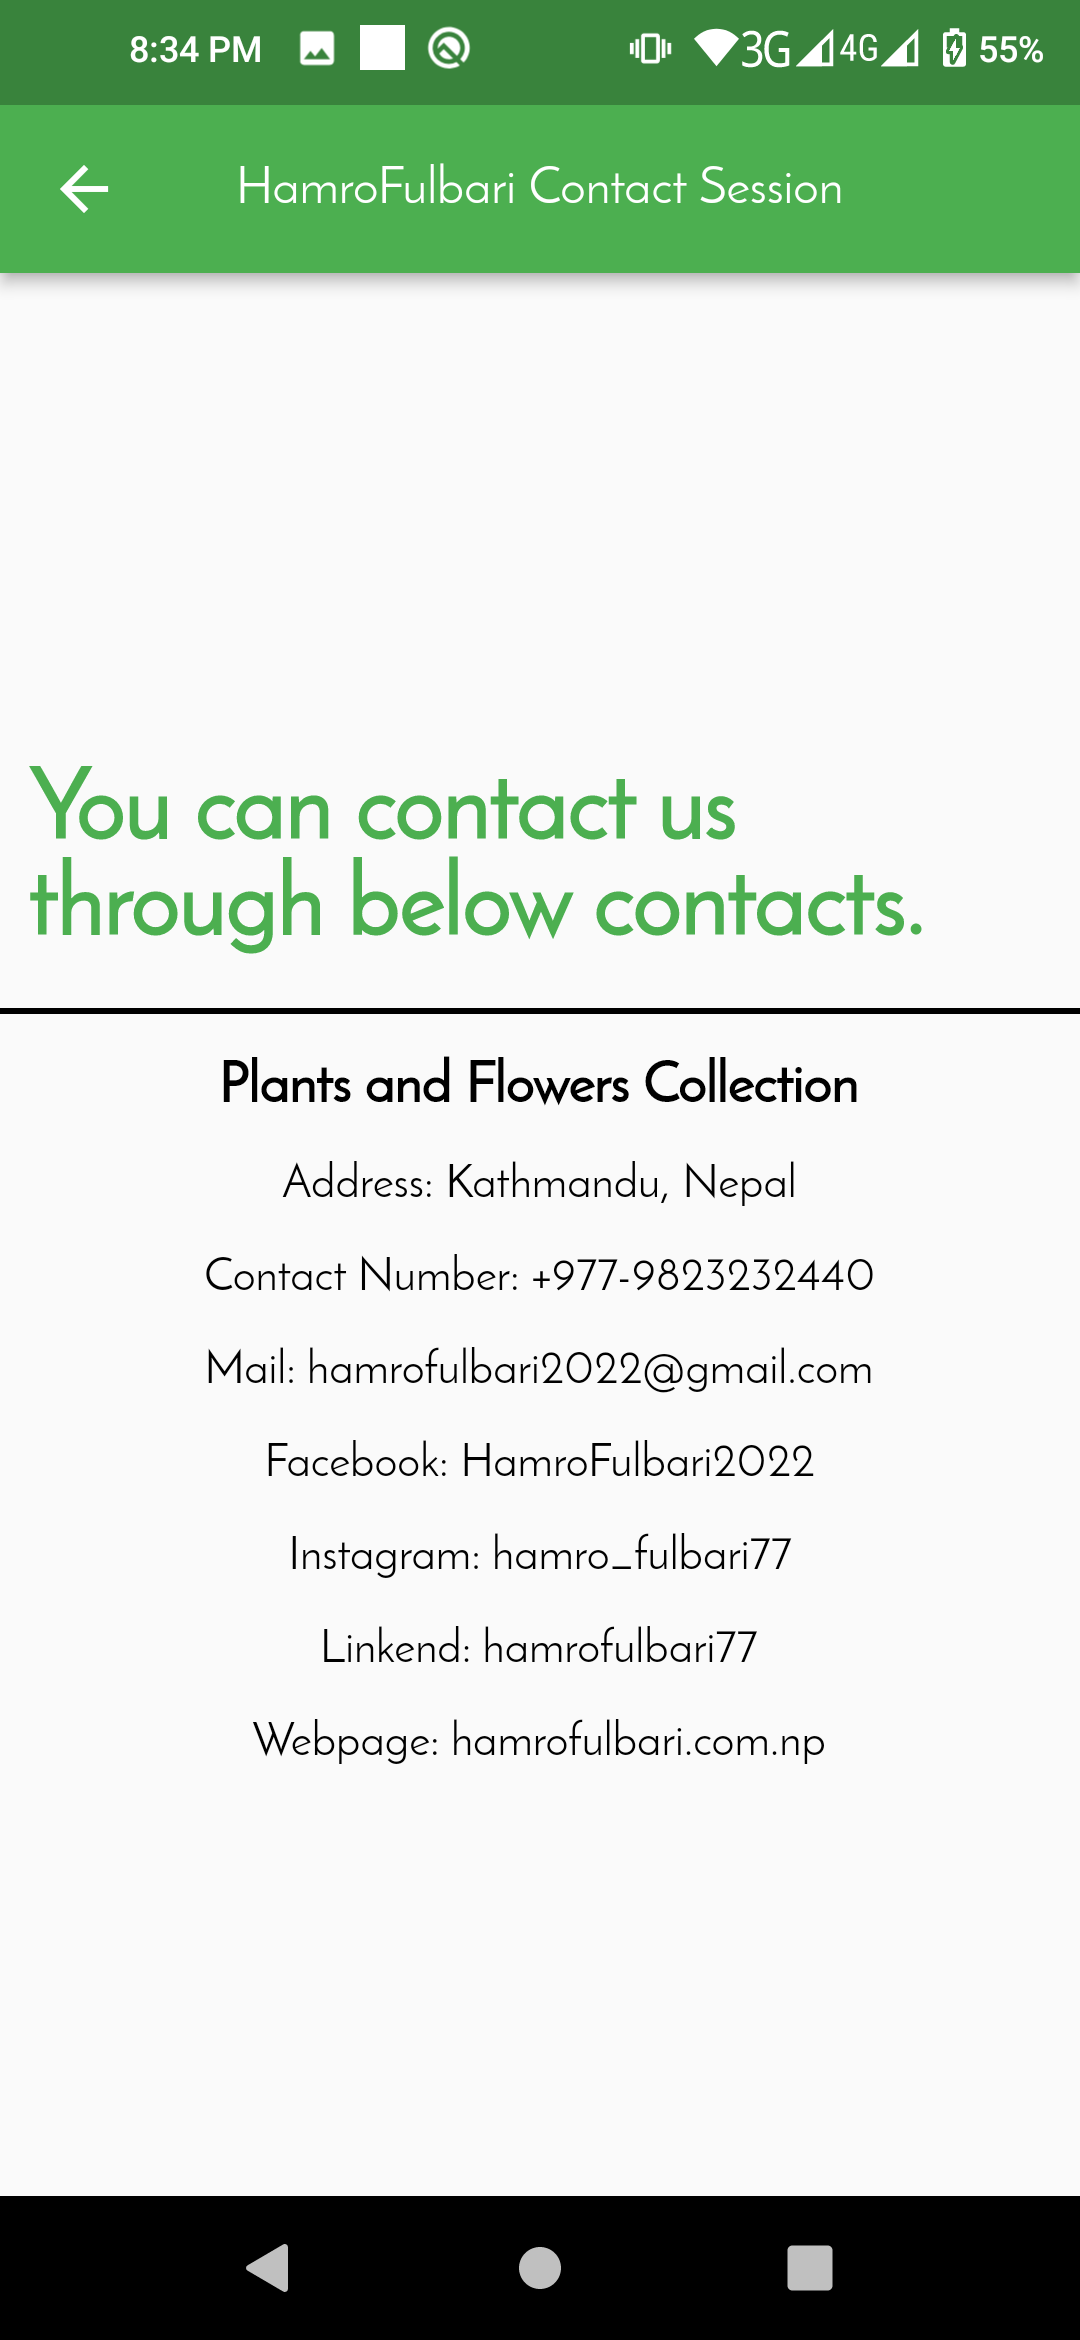 8:34 PM 3G 4G 55%
HamroFulbari Contact Session
You can contact us
through below contacts.
Plants and Flowers Collection
Address: Kathmandu, Nepal
Contact Number: +977-9823232440
Mail: hamrofulbari2022@gmail.com
Facebook: HamroFulbari2022
Instagram: hamro_fulbari77
Linkend: hamrofulbari77
Webpage: hamrofulbari.com.np